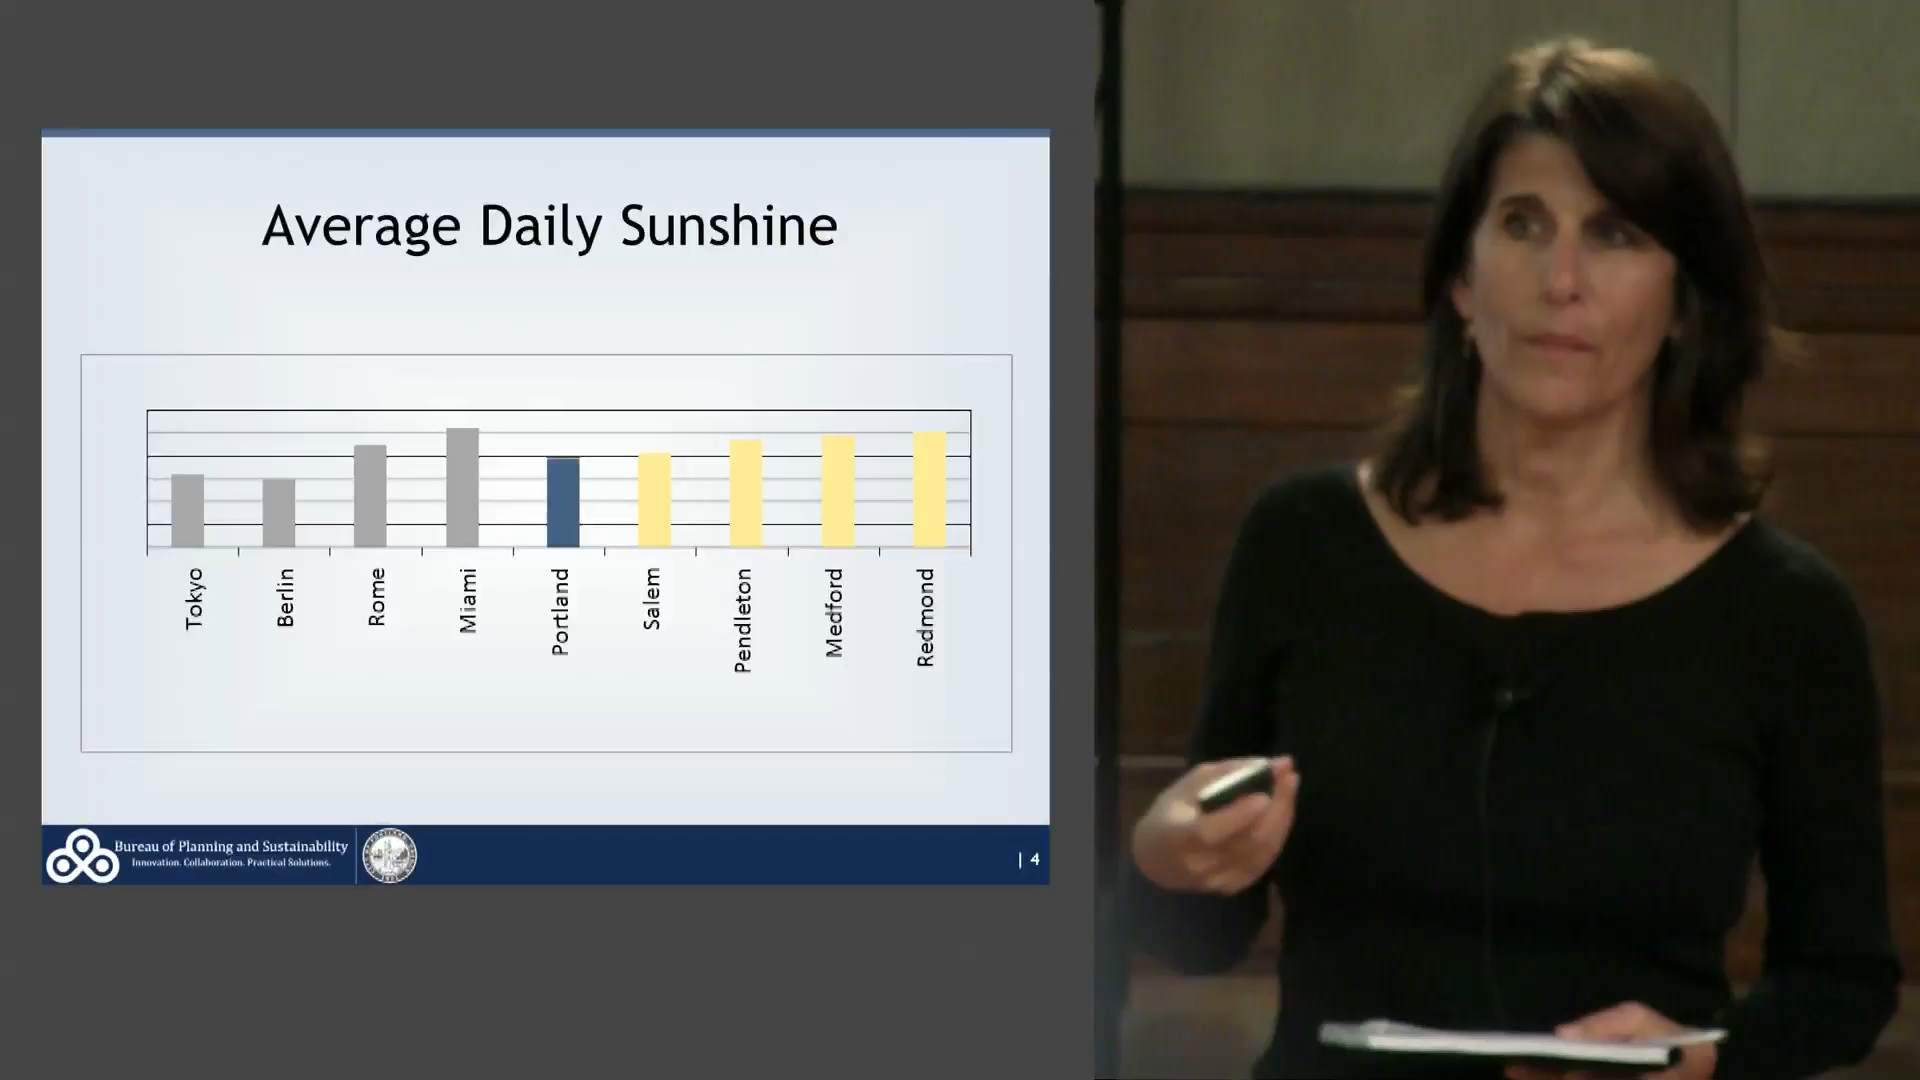 Average Daily Sunshine
Tokyo
Berlin
Rome
Miami
Portland
Salem
Pendleton
Medford
Redmond
Bureau of Planning and Sustainability
Innovation. Collaboration. Practical Solutions.
| 4